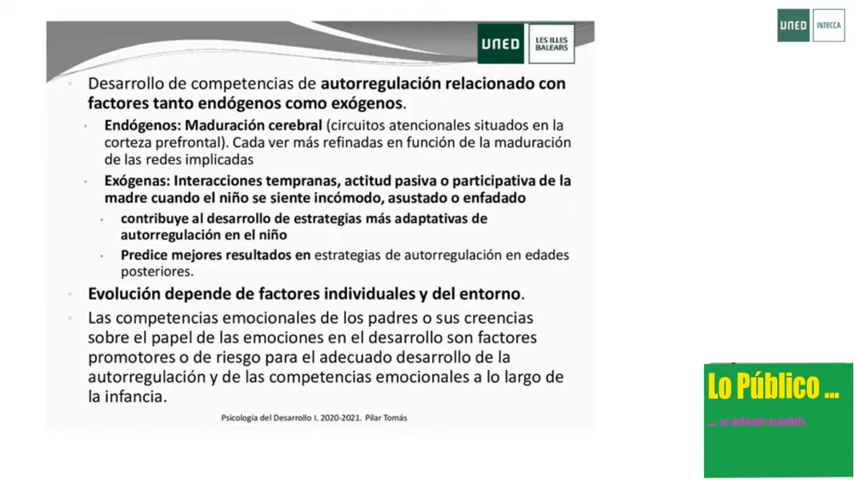 UNED
LES ILLES
BALEARS
UNED
INTECCA
Desarrollo de competencias de autorregulación relacionado con
factores tanto endógenos como exógenos.
Endógenos: Maduración cerebral (circuitos atencionales situados en la
corteza prefrontal). Cada ver más refinadas en función de la maduración
de las redes implicadas
Exógenas: Interacciones tempranas, actitud pasiva o participativa de la
madre cuando el niño se siente incómodo, asustado o enfadado
contribuye al desarrollo de estrategias más adaptativas de
autorregulación en el niño
Predice mejores resultados en estrategias de autorregulación en edades
posteriores.
Evolución depende de factores individuales y del entorno.
Las competencias emocionales de los padres o sus creencias
sobre el papel de las emociones en el desarrollo son factores
promotores o de riesgo para el adecuado desarrollo de la
autorregulación y de las competencias emocionales a lo largo de
la infancia.
Psicología del Desarrollo I. 2020-2021. Pilar Tomás
Lo Público ...